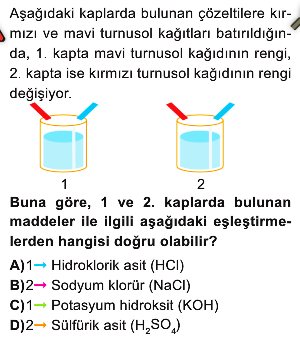 Aşağıdaki kaplarda bulunan çözeltilere kır-
mızı ve mavi turnusol kağıtları batırıldığın-
da, 1. kapta mavi turnusol kağıdının rengi,
2. kapta ise kırmızı turnusol kağıdının rengi
değişiyor.
1 2
Buna göre, 1 ve 2. kaplarda bulunan
maddeler ile ilgili aşağıdaki eşleştirme-
lerden hangisi doğru olabilir?
A)1→ Hidroklorik asit (HCl)
B)2→ Sodyum klorür (NaCl)
C)1→ Potasyum hidroksit (KOH)
D)2→ Sülfürik asit (H₂SO₄)